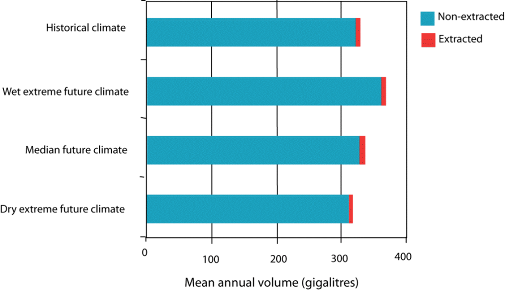 Historical climate
Wet extreme future climate
Median future climate
Dry extreme future climate
0 100 200 300 400
Mean annual volume (gigalitres)
Non-extracted
Extracted